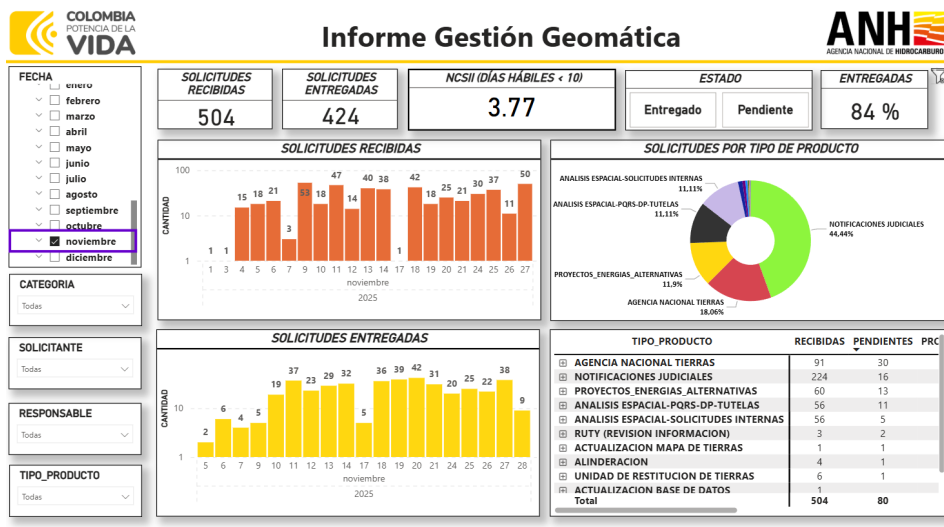 COLOMBIA
POTENCIA DE LA
VIDA
Informe Gestión Geomática
ANH
AGENCIA NACIONAL DE HIDROCARBUROS
FECHA
enero
febrero
marzo
abril
mayo
junio
julio
agosto
septiembre
octubre
noviembre
diciembre
SOLICITUDES RECIBIDAS
504
SOLICITUDES ENTREGADAS
424
NCSII (DÍAS HÁBILES < 10)
3.77
ESTADO
Entregado Pendiente
ENTREGADAS
84 %
CATEGORIA
Todas
SOLICITANTE
Todas
RESPONSABLE
Todas
TIPO_PRODUCTO
Todas
SOLICITUDES RECIBIDAS
CANTIDAD
100
10
1
1 1 15 18 21 3 53 18 47 14 40 38 1 42 18 25 21 30 37 11 50
1 3 4 5 6 7 9 10 11 12 13 14 17 18 19 20 21 24 25 26 27
noviembre
2025
SOLICITUDES POR TIPO DE PRODUCTO
ANALISIS ESPACIAL-SOLICITUDES INTERNAS
11,11%
ANALISIS ESPACIAL-PQRS-DP-TUTELAS
11,11%
PROYECTOS_ENERGIAS_ALTERNATIVAS
11,9%
AGENCIA NACIONAL TIERRAS
18,06%
NOTIFICACIONES JUDICIALES
44,44%
SOLICITUDES ENTREGADAS
CANTIDAD
10
1
2 6 4 5 19 37 23 29 32 5 36 39 42 31 20 25 22 38 9
5 6 7 9 10 11 12 13 14 17 18 19 20 21 24 25 26 27 28
noviembre
2025
TIPO_PRODUCTO RECIBIDAS PENDIENTES PRC
AGENCIA NACIONAL TIERRAS 91 30
NOTIFICACIONES JUDICIALES 224 16
PROYECTOS_ENERGIAS_ALTERNATIVAS 60 13
ANALISIS ESPACIAL-PQRS-DP-TUTELAS 56 11
ANALISIS ESPACIAL-SOLICITUDES INTERNAS 56 5
RUTY (REVISION INFORMACION) 3 2
ACTUALIZACION MAPA DE TIERRAS 1 1
ALINDERACION 4 1
UNIDAD DE RESTITUCION DE TIERRAS 6 1
ACTUALIZACION BASE DE DATOS 1
Total 504 80